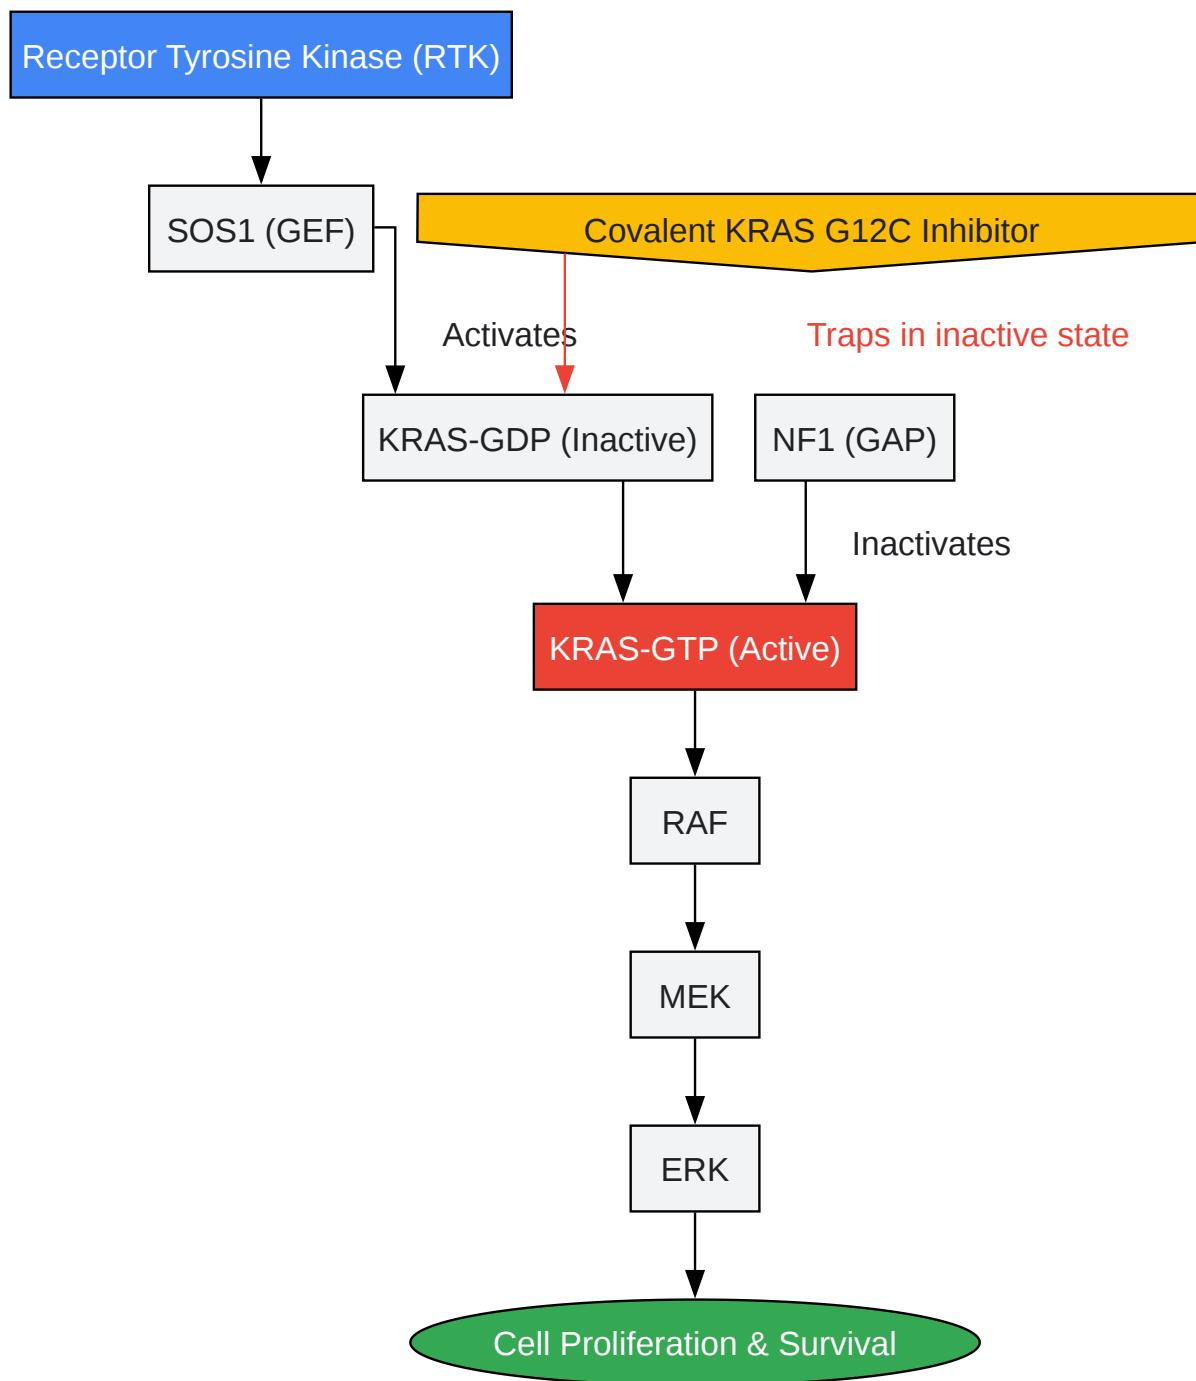 Receptor Tyrosine Kinase (RTK)
SOS1 (GEF)
Covalent KRAS G12C Inhibitor
Activates
Traps in inactive state
KRAS-GDP (Inactive)
NF1 (GAP)
Inactivates
KRAS-GTP (Active)
RAF
MEK
ERK
Cell Proliferation & Survival